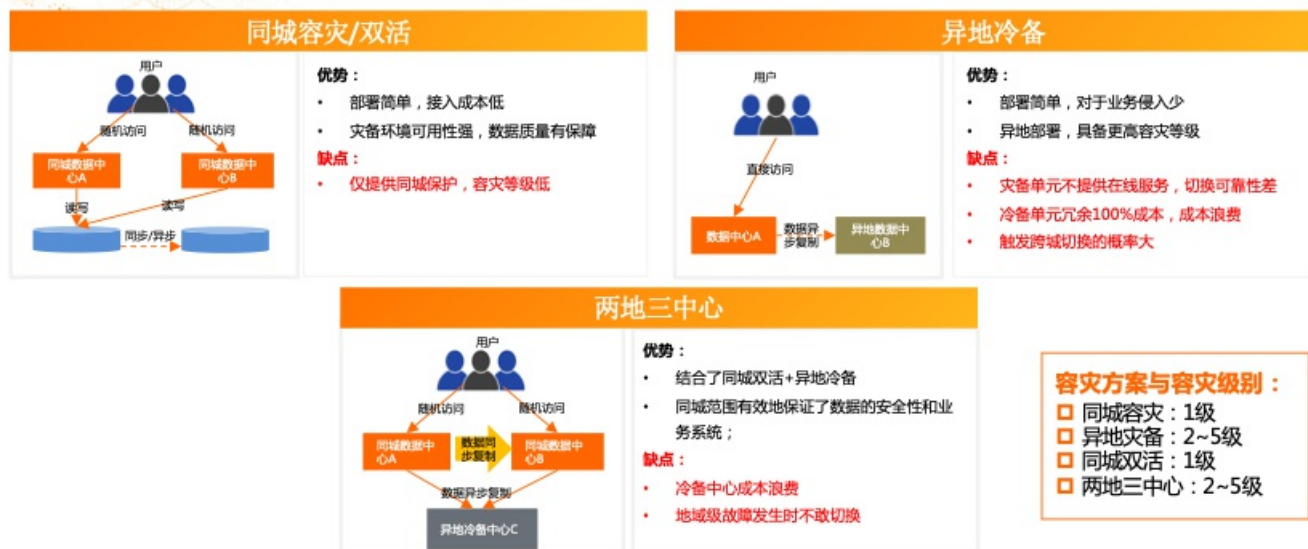 同城容灾/双活
用户
随机访问
随机访问
同城数据中
心A
同城数据中
心B
读写
读写
同步/异步
优势：
• 部署简单，接入成本低
• 灾备环境可用性强，数据质量有保障
缺点：
• 仅提供同城保护，容灾等级低
异地冷备
用户
直接访问
数据中心A
数据异
步复制
异地数据中
心B
优势：
• 部署简单，对于业务侵入少
• 异地部署，具备更高容灾等级
缺点：
• 灾备单元不提供在线服务，切换可靠性差
• 冷备单元冗余100%成本，成本浪费
• 触发跨城切换的概率大
两地三中心
用户
随机访问
随机访问
同城数据中
心A
数据同
步复制
同城数据中
心B
数据异步复制
异地冷备中心C
优势：
• 结合了同城双活+异地冷备
• 同城范围有效地保证了数据的安全性和业
务系统；
缺点：
• 冷备中心成本浪费
• 地域级故障发生时不敢切换
容灾方案与容灾级别：
同城容灾：1级
异地灾备：2~5级
同城双活：1级
两地三中心：2~5级